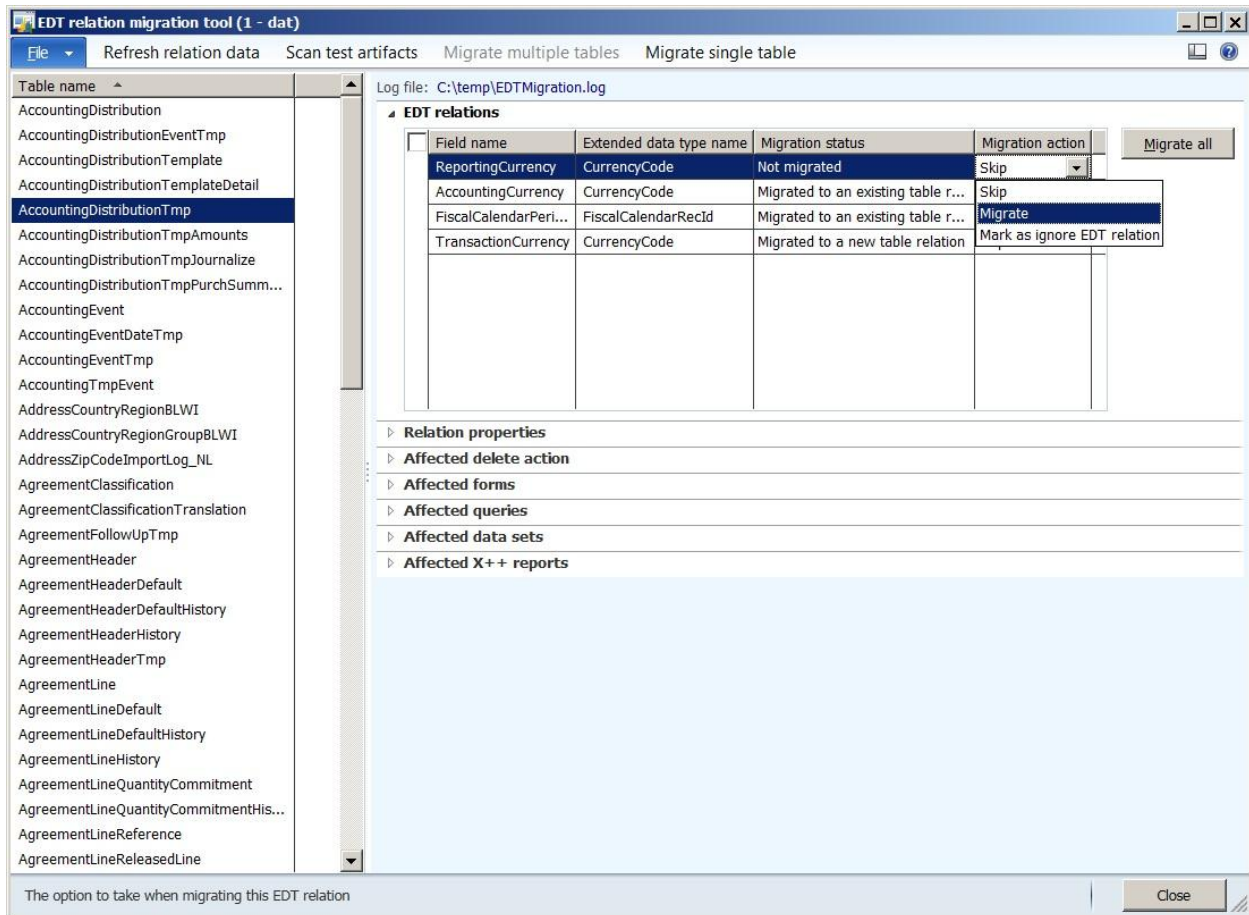 EDT relation migration tool (1 - dat)
File Refresh relation data Scan test artifacts Migrate multiple tables Migrate single table
Table name
AccountingDistribution
AccountingDistributionEventTmp
AccountingDistributionTemplate
AccountingDistributionTemplateDetail
AccountingDistributionTmp
AccountingDistributionTmpAmounts
AccountingDistributionTmpJournalize
AccountingDistributionTmpPurchSumm...
AccountingEvent
AccountingEventDateTmp
AccountingEventTmp
AccountingTmpEvent
AddressCountryRegionBLWI
AddressCountryRegionGroupBLWI
AddressZipCodeImportLog_NL
AgreementClassification
AgreementClassificationTranslation
AgreementFollowUpTmp
AgreementHeader
AgreementHeaderDefault
AgreementHeaderDefaultHistory
AgreementHeaderHistory
AgreementHeaderTmp
AgreementLine
AgreementLineDefault
AgreementLineDefaultHistory
AgreementLineHistory
AgreementLineQuantityCommitment
AgreementLineQuantityCommitmentHis...
AgreementLineReference
AgreementLineReleasedLine
Log file: C:\temp\EDTMigration.log
EDT relations
Field name Extended data type name Migration status Migration action
ReportingCurrency CurrencyCode Not migrated Skip
AccountingCurrency CurrencyCode Migrated to an existing table r...
FiscalCalendarPeri... FiscalCalendarRecId Migrated to an existing table r...
TransactionCurrency CurrencyCode Migrated to a new table relation
Skip
Migrate
Mark as ignore EDT relation
Migrate all
Relation properties
Affected delete action
Affected forms
Affected queries
Affected data sets
Affected X++ reports
The option to take when migrating this EDT relation
Close